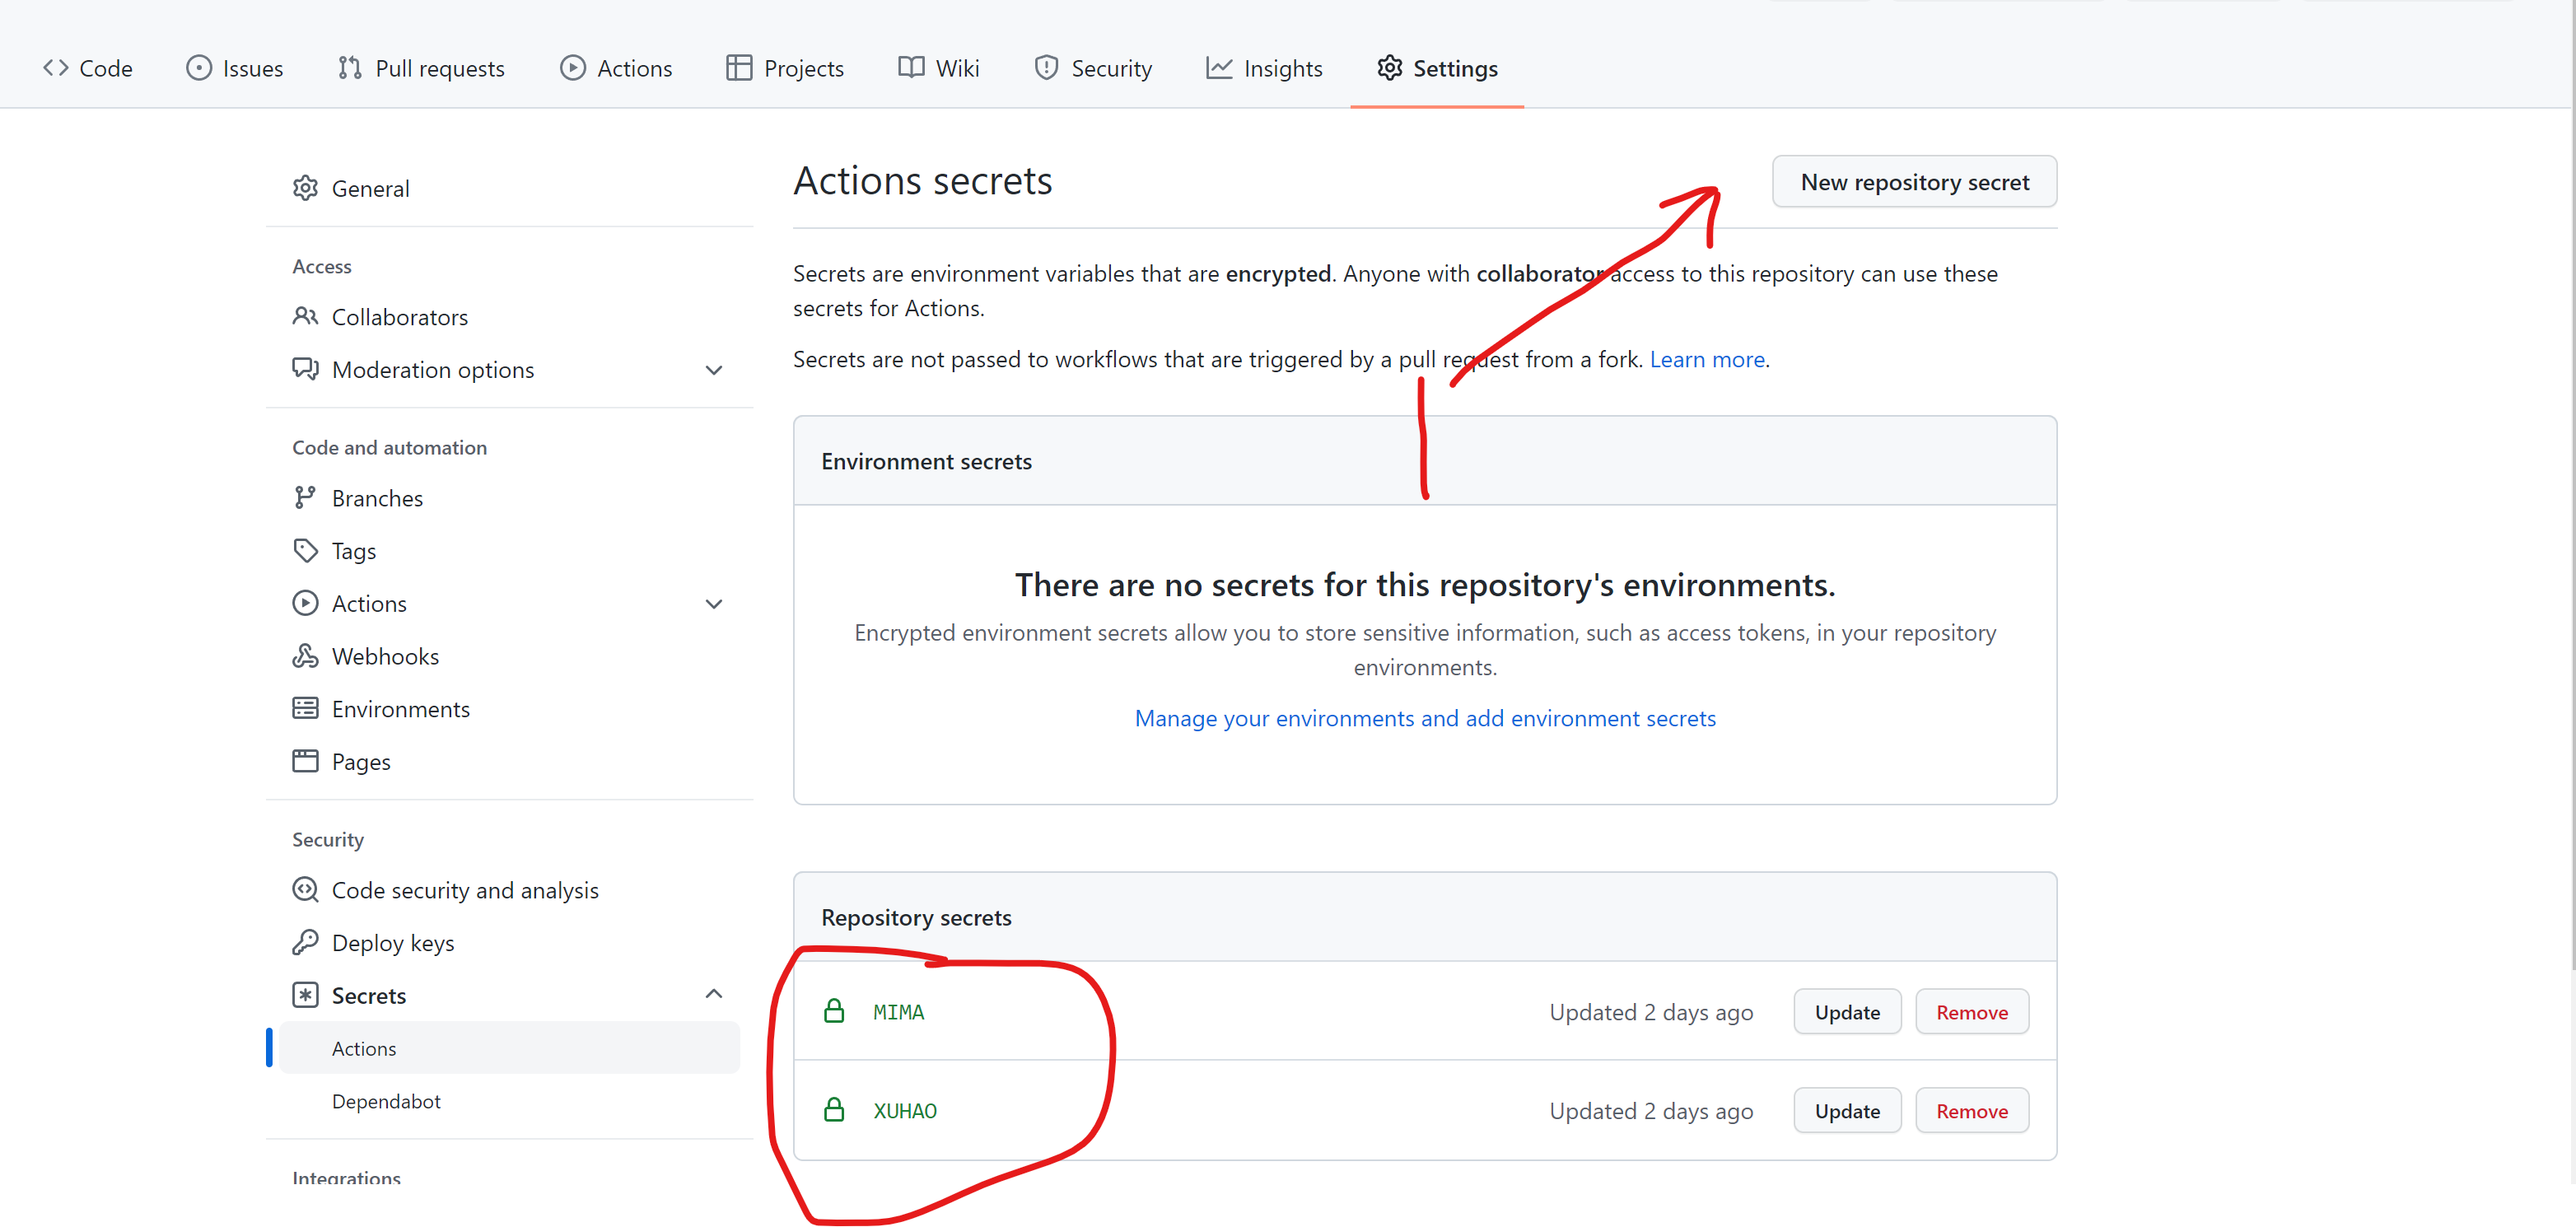 Code Issues Pull requests Actions Projects Wiki Security Insights Settings
General
Access
Collaborators
Moderation options
Code and automation
Branches
Tags
Actions
Webhooks
Environments
Pages
Security
Code security and analysis
Deploy keys
Secrets
Actions
Dependabot
Integrations
Actions secrets
New repository secret
Secrets are environment variables that are encrypted. Anyone with collaborator access to this repository can use these
secrets for Actions.
Secrets are not passed to workflows that are triggered by a pull request from a fork. Learn more.
Environment secrets
There are no secrets for this repository's environments.
Encrypted environment secrets allow you to store sensitive information, such as access tokens, in your repository
environments.
Manage your environments and add environment secrets
Repository secrets
MIMA Updated 2 days ago Update Remove
XUHAO Updated 2 days ago Update Remove